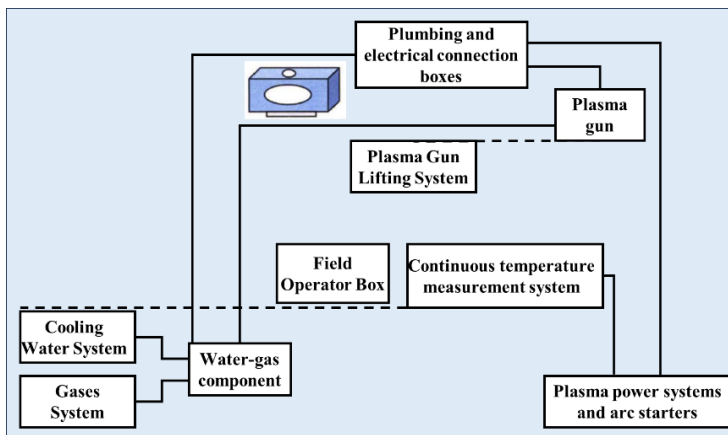 Plumbing and
electrical connection
boxes
Plasma
gun
Plasma Gun
Lifting System
Field
Operator Box
Continuous temperature
measurement system
Cooling
Water System
Water-gas
component
Gases
System
Plasma power systems
and arc starters